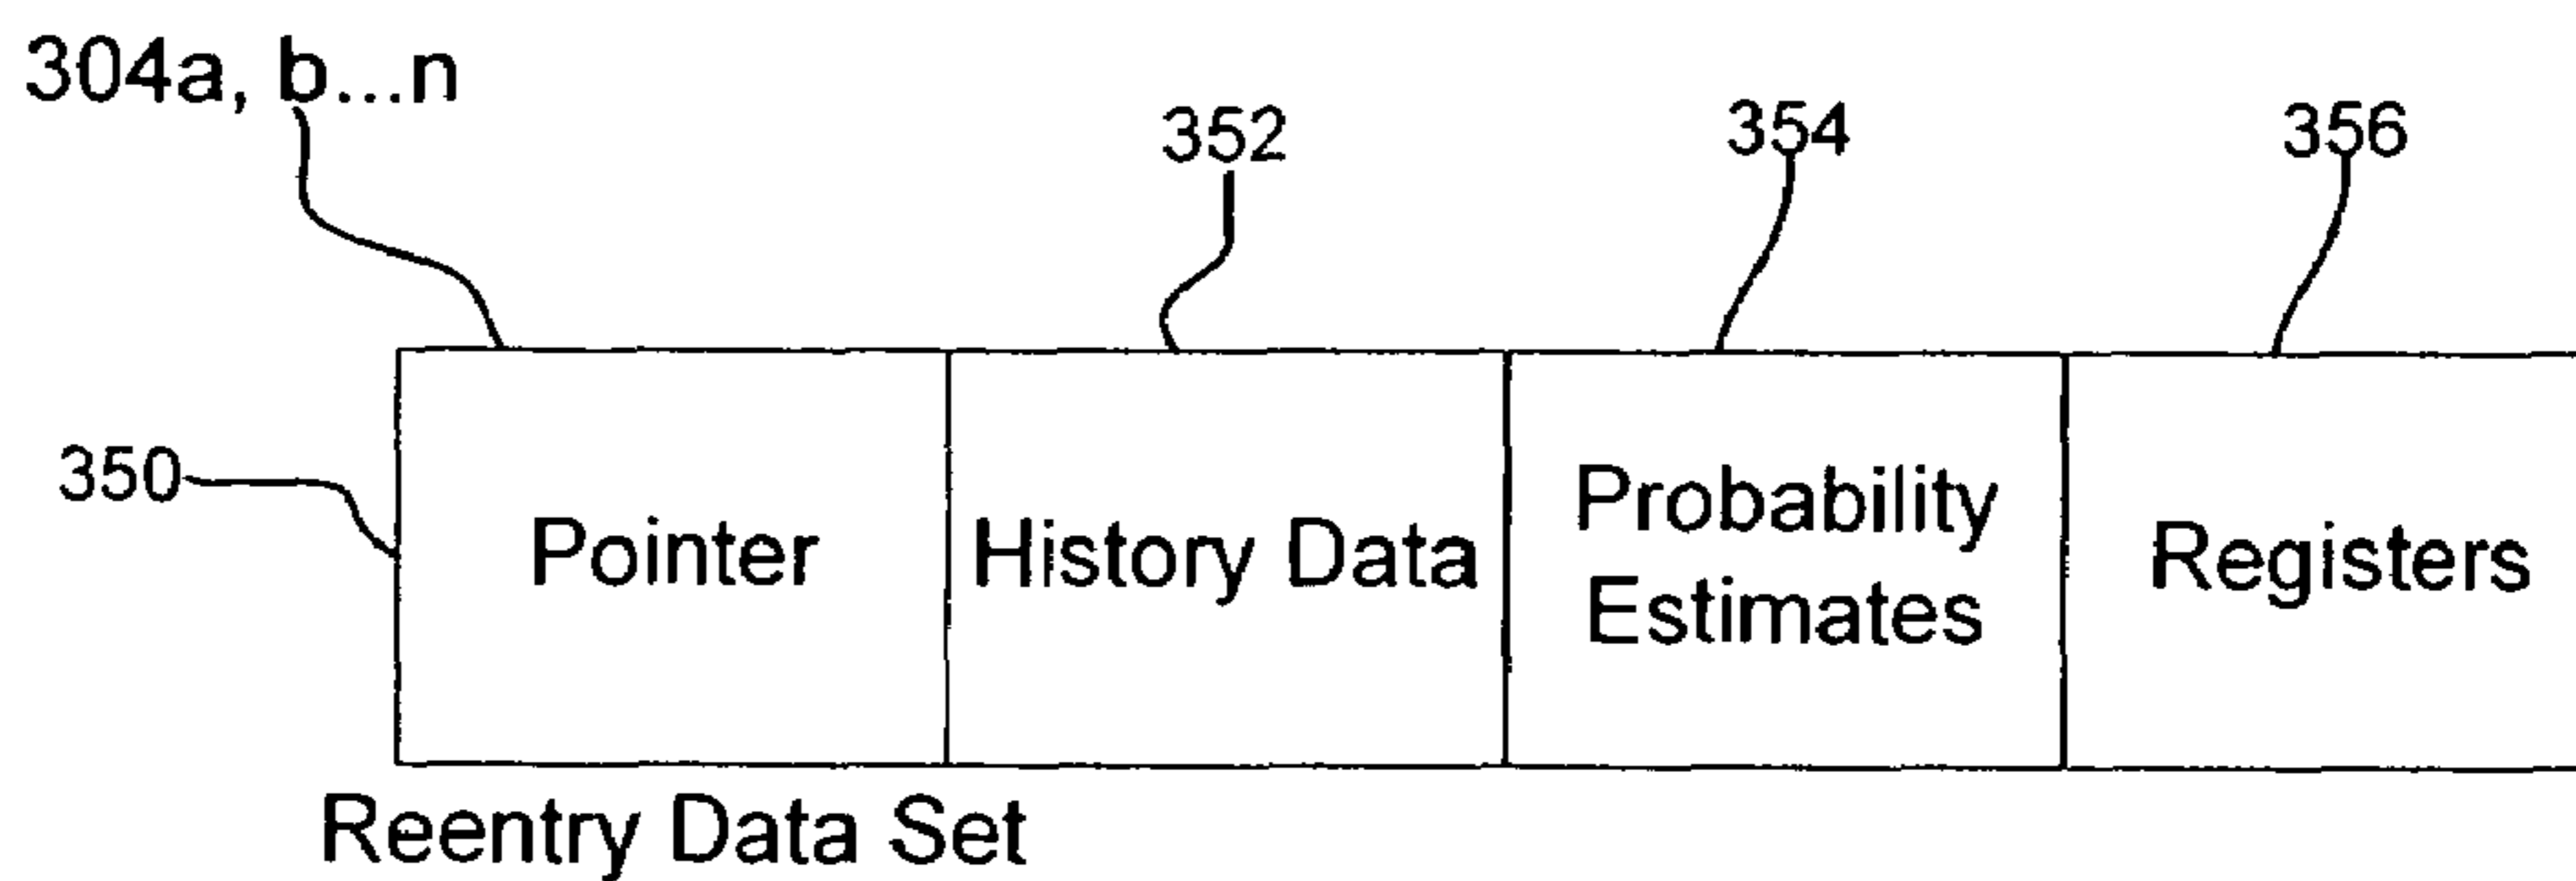 304a, b...n
352
354
356
350
Pointer
History Data
Probability
Estimates
Registers
Reentry Data Set